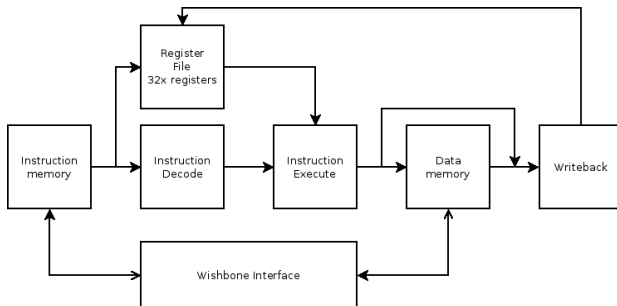 Register
File
32x registers
Instruction
memory
Instruction
Decode
Instruction
Execute
Data
memory
Writeback
Wishbone Interface